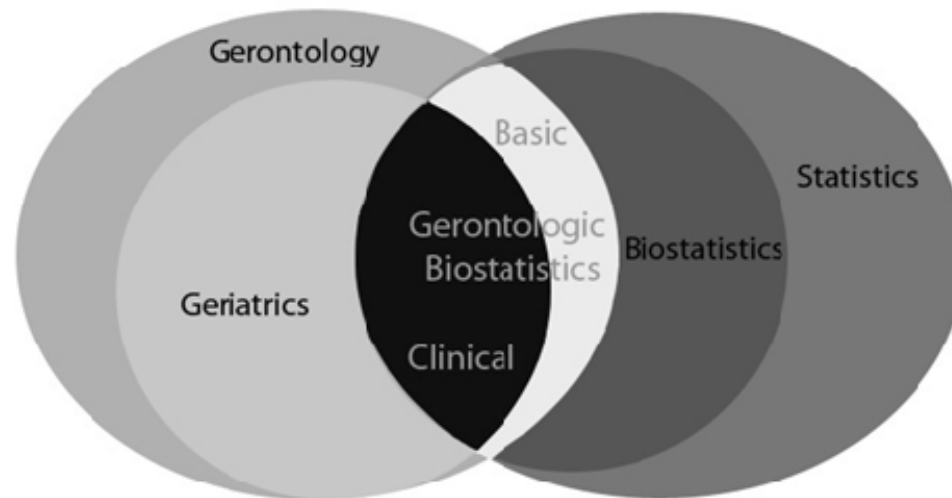 Gerontology
Basic
Statistics
Gerontologic
Biostatistics
Biostatistics
Geriatrics
Clinical